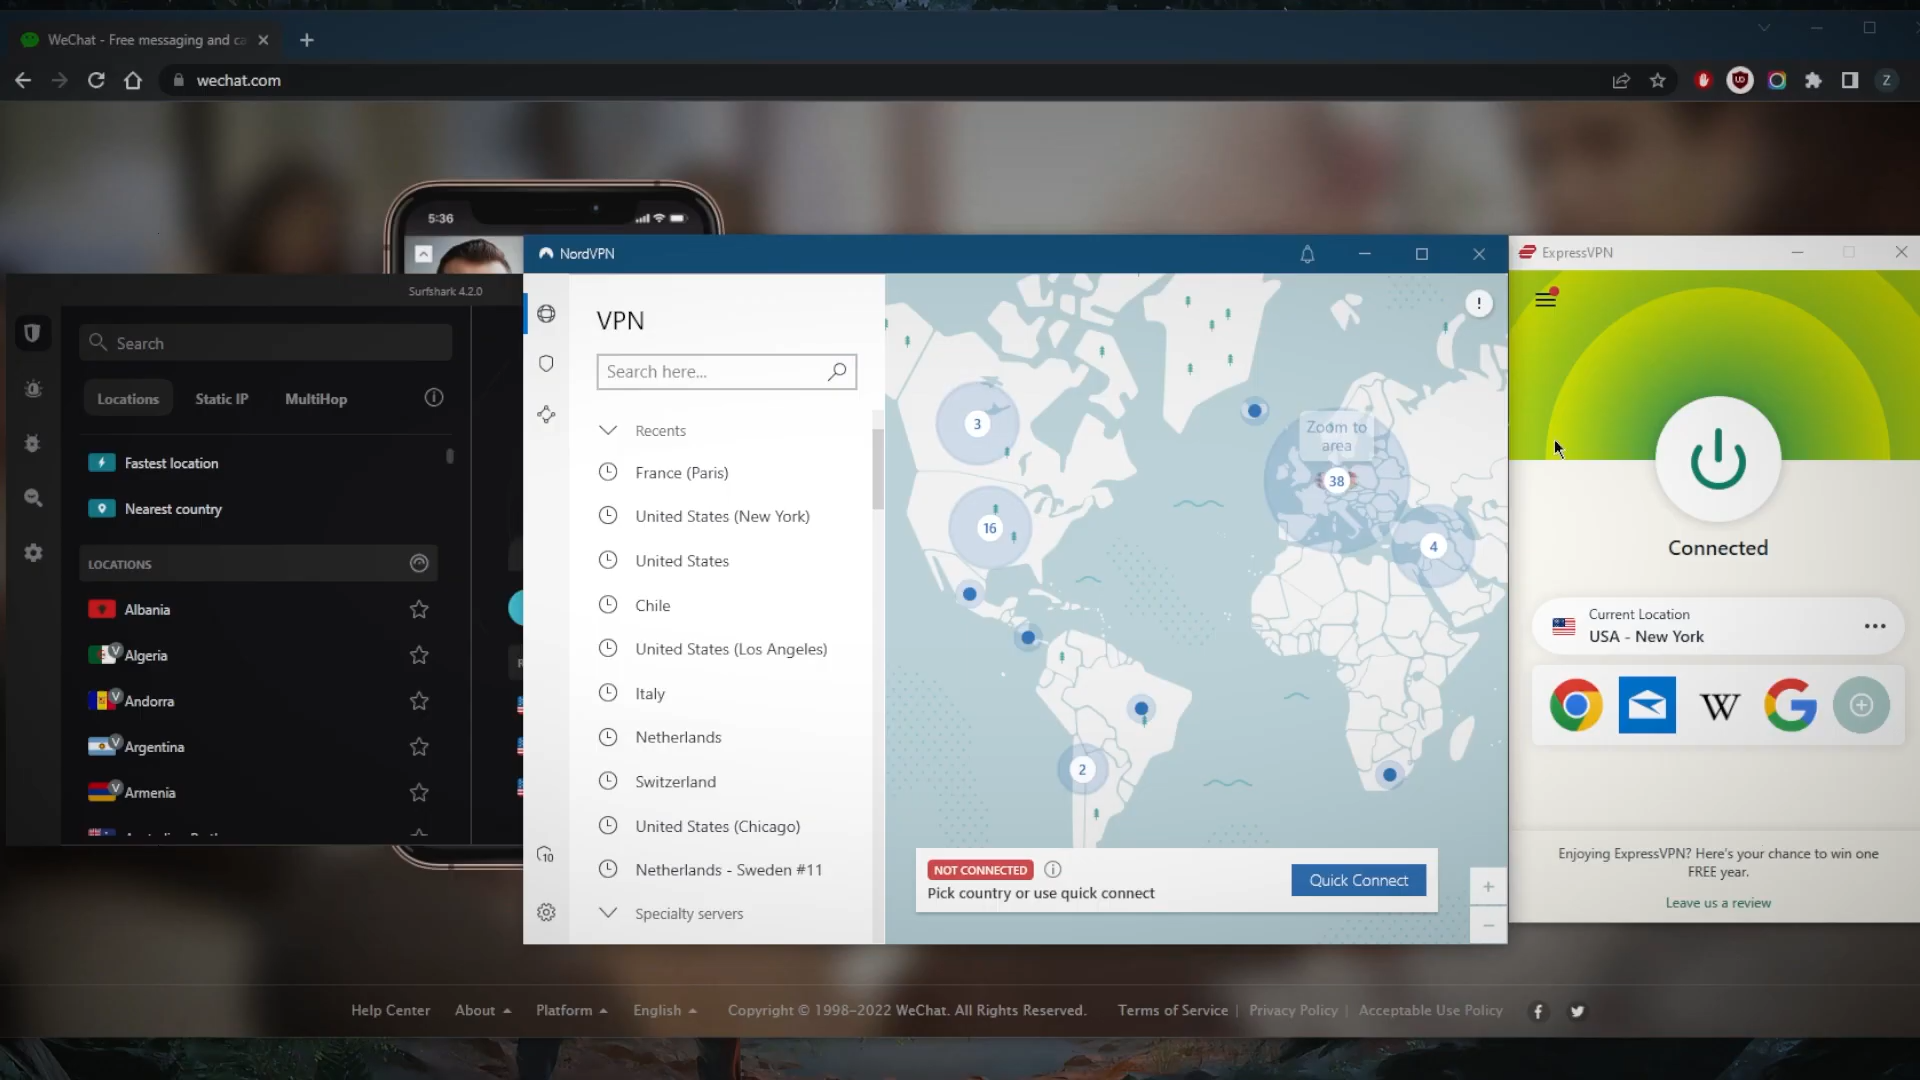 WeChat - Free messaging and ca
wechat.com
Z
5:36
Surfshark 4.2.0
Search
Locations
Static IP
MultiHop
Fastest location
Nearest country
LOCATIONS
Albania
V Algeria
V Andorra
V Argentina
V Armenia
NordVPN
VPN
Search here...
Recents
France (Paris)
United States (New York)
United States
Chile
United States (Los Angeles)
Italy
Netherlands
Switzerland
United States (Chicago)
Netherlands - Sweden #11
Specialty servers
10
3
16
Zoom to
area
38
4
2
!
NOT CONNECTED
Pick country or use quick connect
Quick Connect
+
−
ExpressVPN
Connected
Current Location
USA - New York
W
G
Enjoying ExpressVPN? Here's your chance to win one
FREE year.
Leave us a review
Help Center
About
Platform
English
Copyright © 1998-2022 WeChat. All Rights Reserved.
Terms of Service | Privacy Policy | Acceptable Use Policy